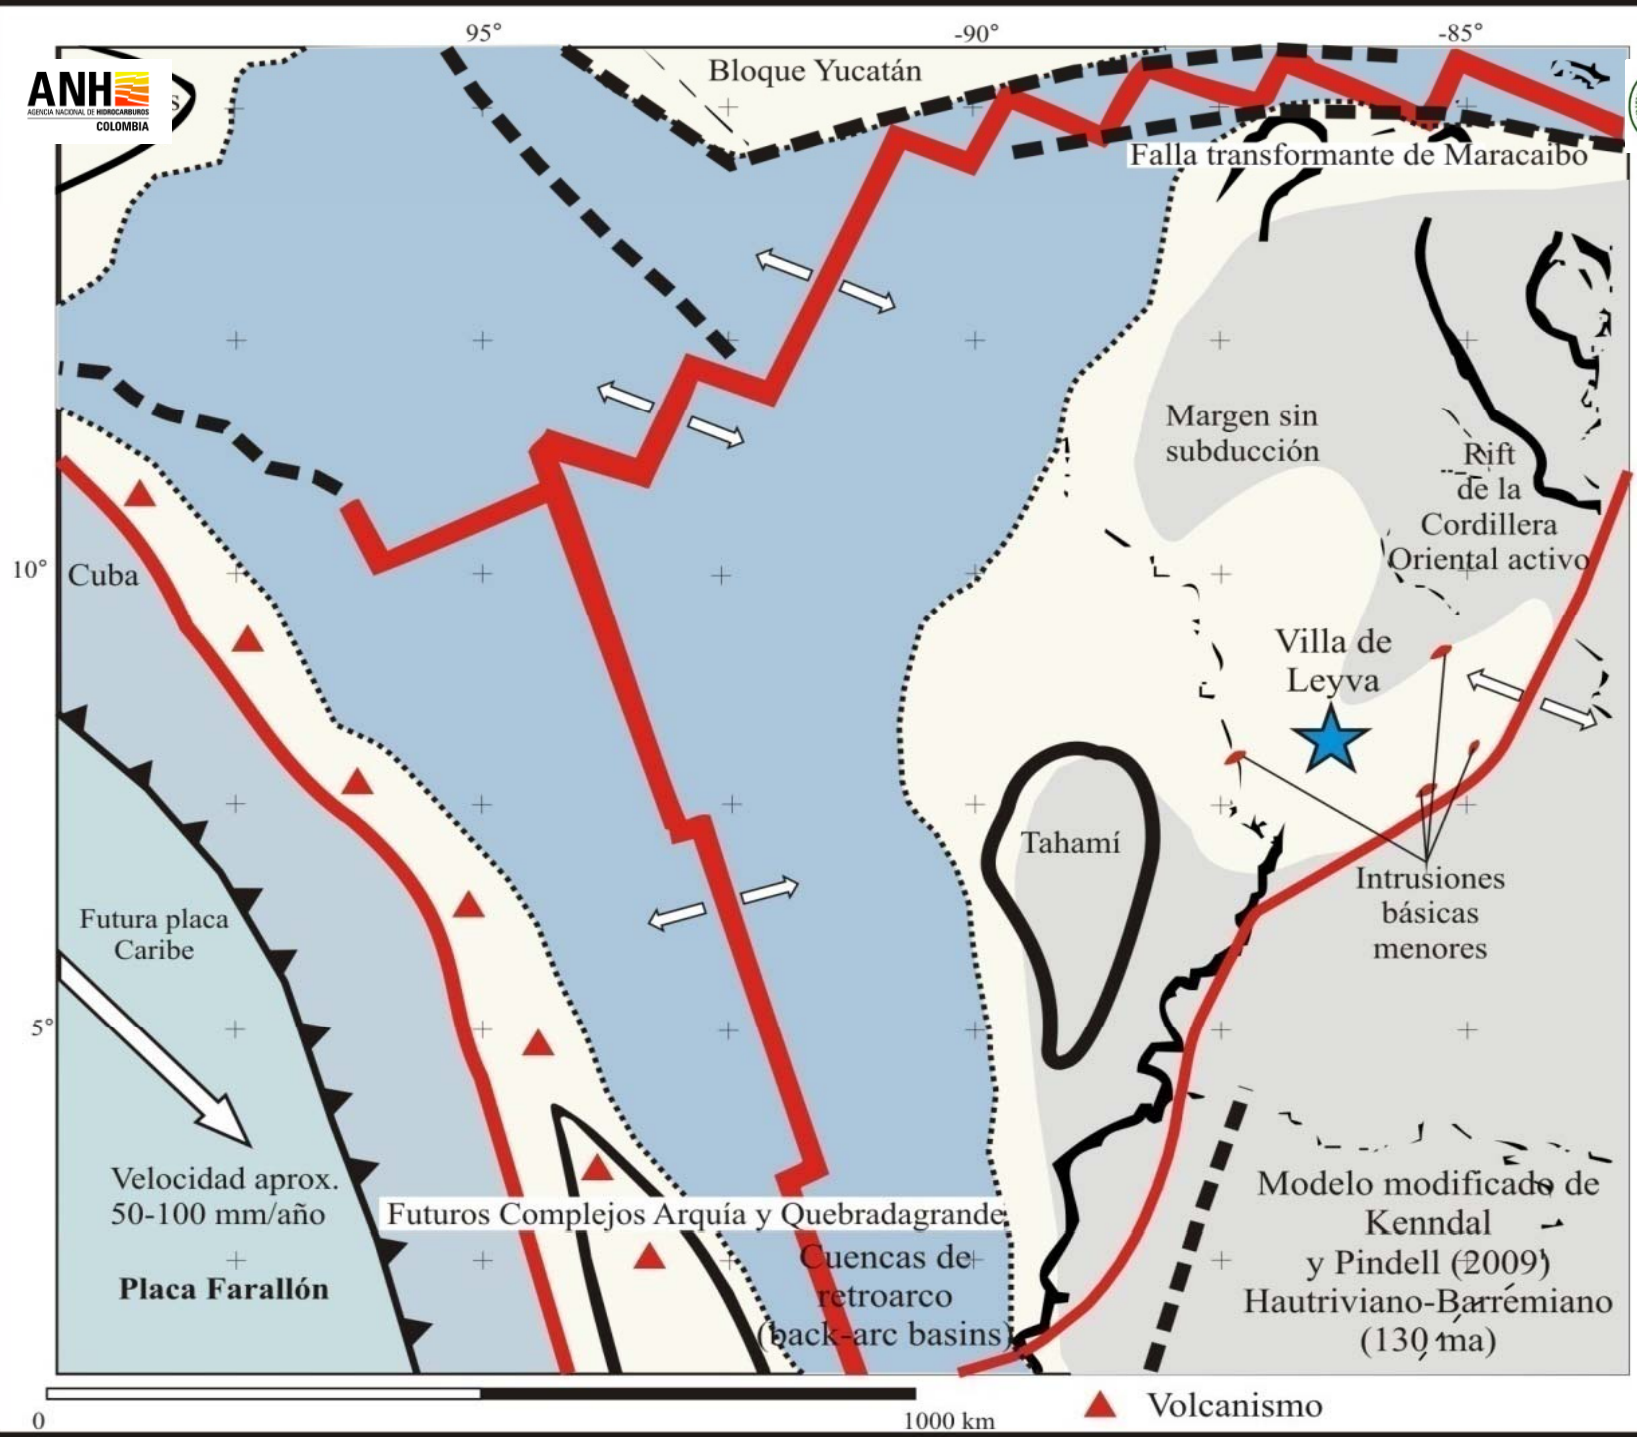 95°
-90°
-85°
ANH
AGENCIA NACIONAL DE HIDROCARBUROS
COLOMBIA
s
Bloque Yucatán
Falla transformante de Maracaibo
Margen sin
subducción
Rift
de la
Cordillera
Oriental activo
10°
Cuba
Villa de
Leyva
Tahamí
Intrusiones
básicas
menores
Futura placa
Caribe
5°
Velocidad aprox.
50-100 mm/año
Placa Farallón
Futuros Complejos Arquía y Quebradagrande
Cuencas de
retroarco
(back-arc basins)
Modelo modificado de
Kenndal
y Pindell (2009)
Hautriviano-Barremiano
(130 ma)
0
1000 km
Volcanismo